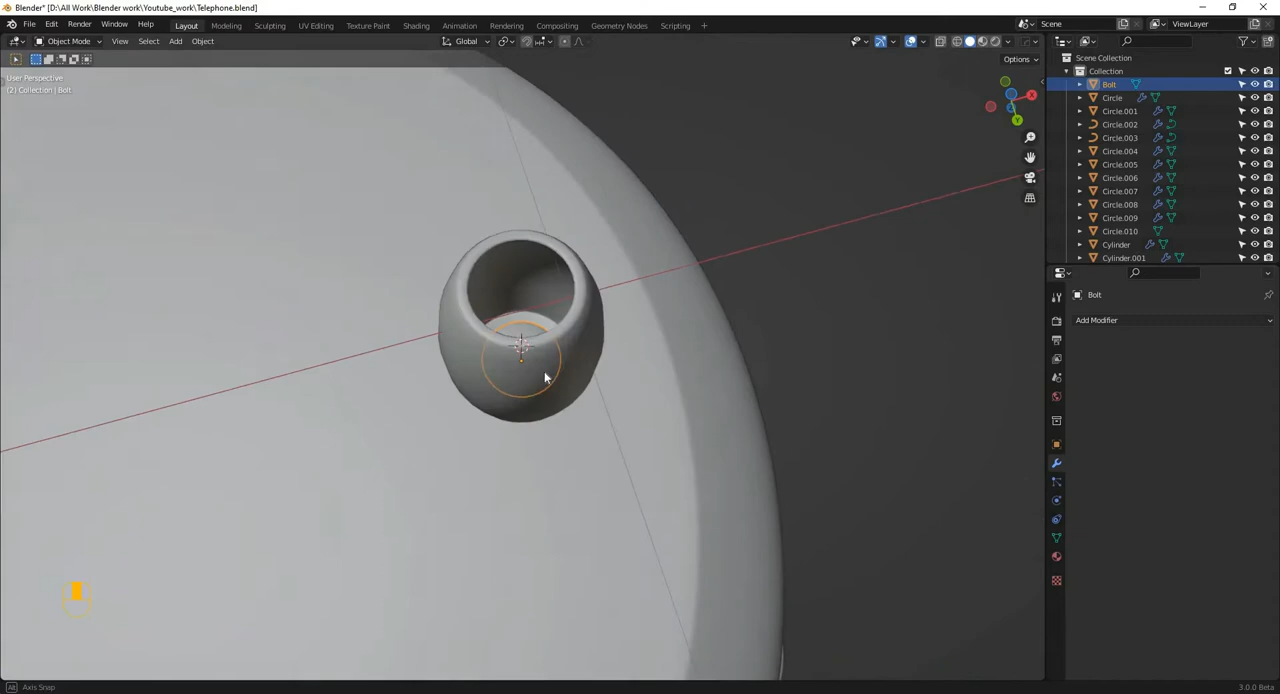 Blender* [D:\All Work\Blender work\Youtube_work\Telephone.blend]
File Edit Render Window Help Layout Modeling Sculpting UV Editing Texture Paint Shading Animation Rendering Compositing Geometry Nodes Scripting + Scene ViewLayer
Object Mode View Select Add Object Global
Options
User Perspective
(2) Collection | Bolt
X
Y
Scene Collection
Collection
Bolt
Circle
Circle.001
Circle.002
Circle.003
Circle.004
Circle.005
Circle.006
Circle.007
Circle.008
Circle.009
Circle.010
Cylinder
Cylinder.001
Bolt
Add Modifier
Alt Axis Snap
3.0.0 Beta